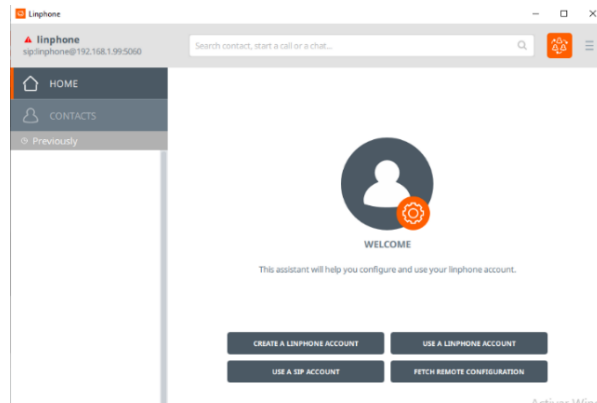 Linphone
linphone
sip:linphone@192.168.1.99:5060
Search contact, start a call or a chat...
HOME
CONTACTS
Previously
WELCOME
This assistant will help you configure and use your linphone account.
CREATE A LINPHONE ACCOUNT
USE A LINPHONE ACCOUNT
USE A SIP ACCOUNT
FETCH REMOTE CONFIGURATION